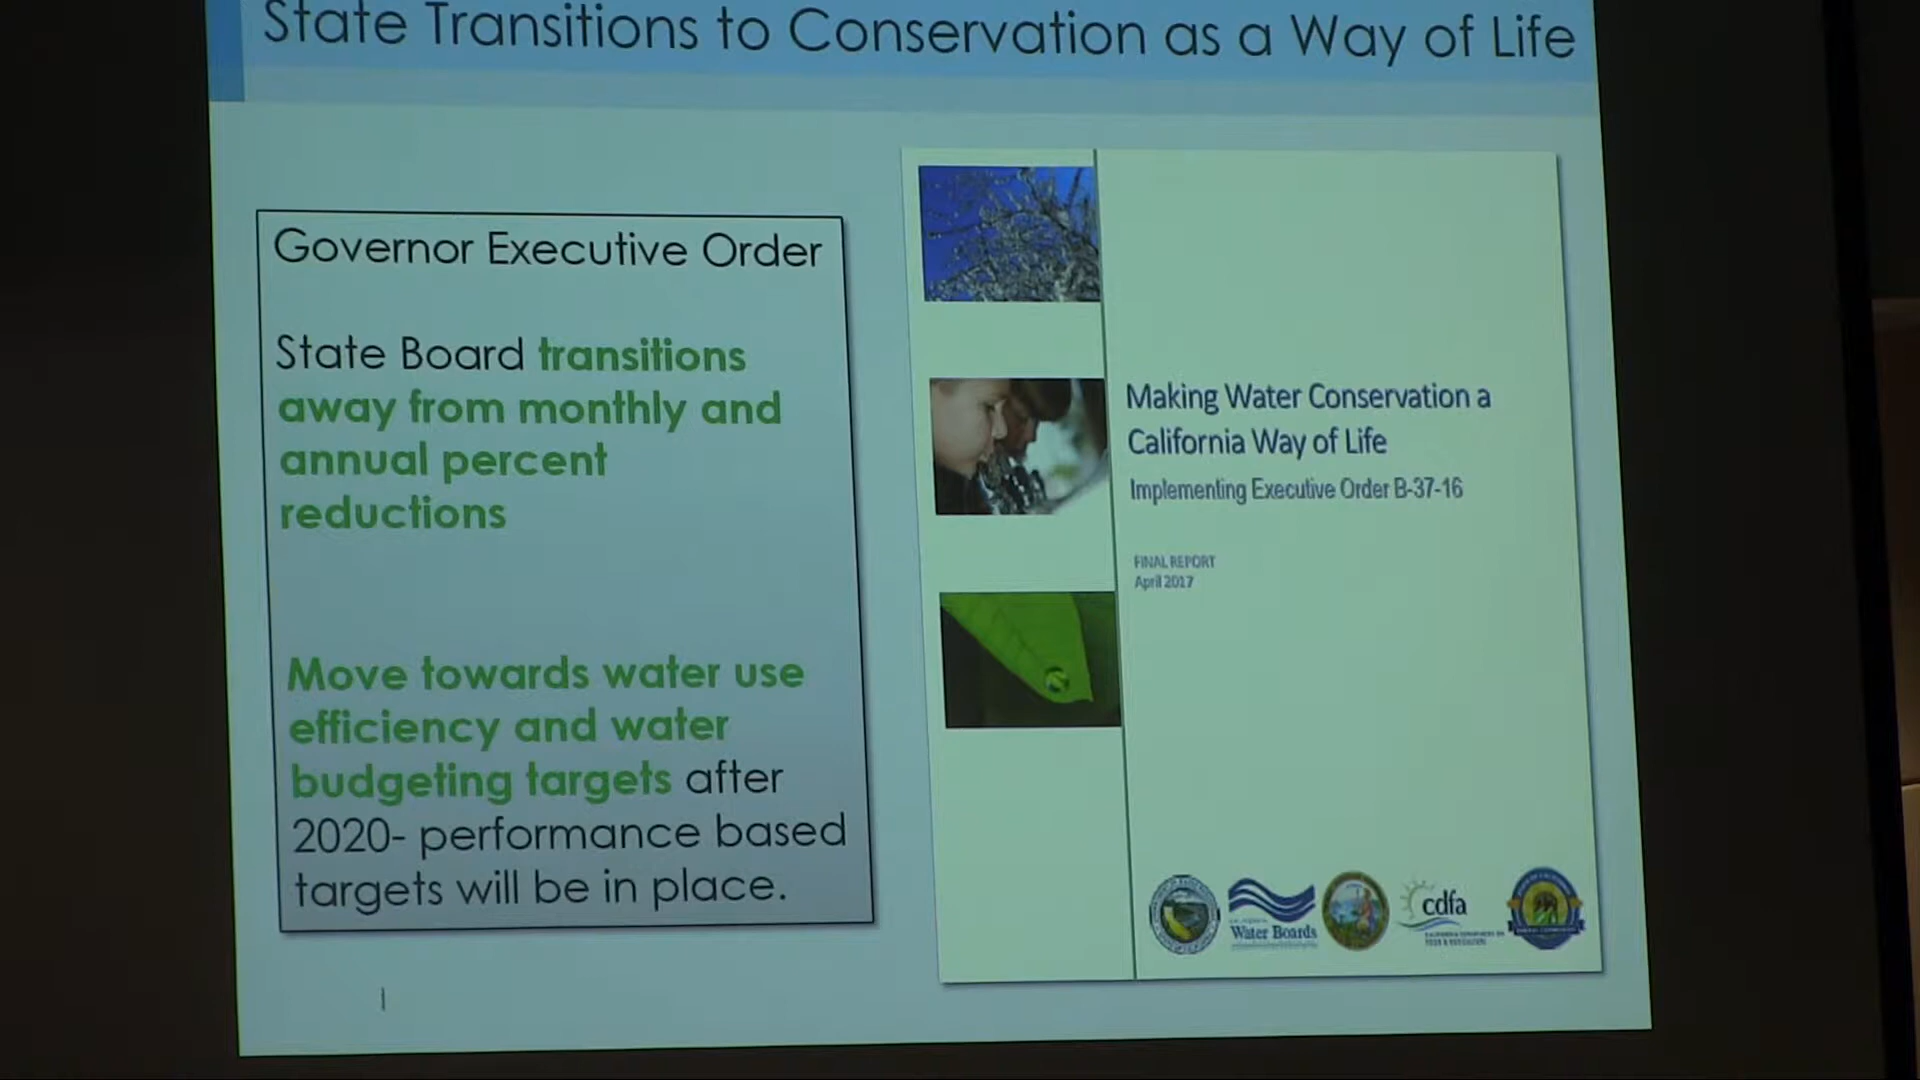 State Transitions to Conservation as a Way of Life
Governor Executive Order
State Board transitions
away from monthly and
annual percent
reductions
Move towards water use
efficiency and water
budgeting targets after
2020- performance based
targets will be in place.
Making Water Conservation a
California Way of Life
Implementing Executive Order B-37-16
FINAL REPORT
April 2017
Water Boards
cdfa